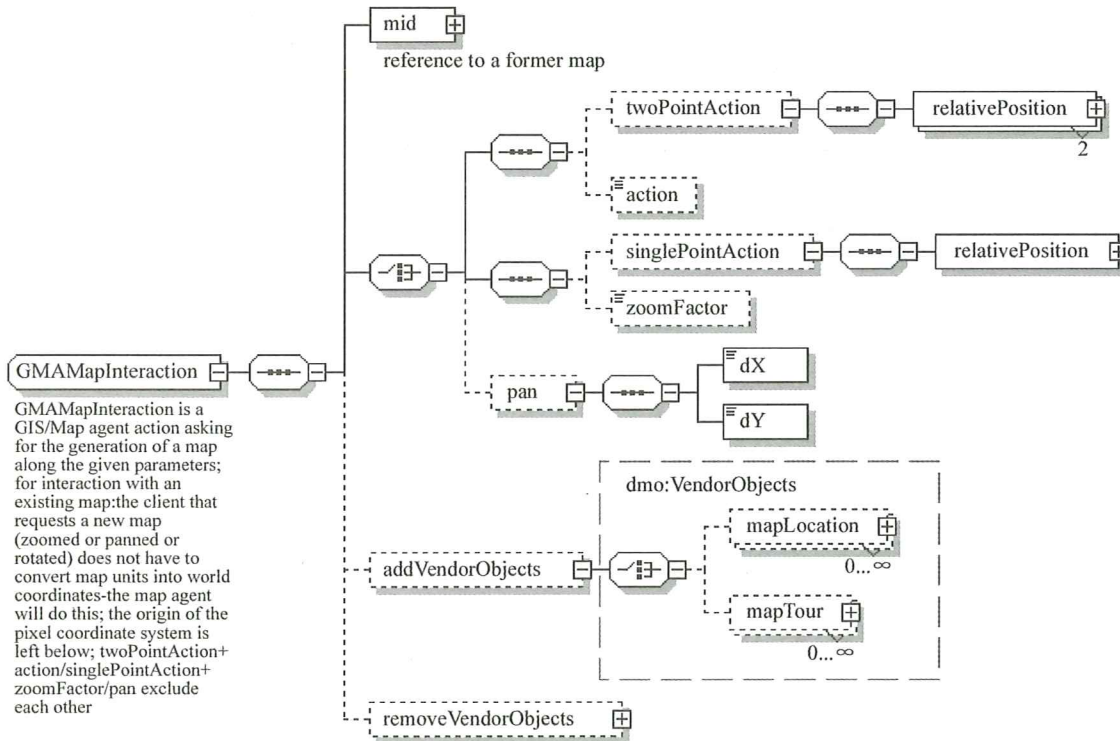 mid
reference to a former map
twoPointAction
relativePosition
2
action
singlePointAction
relativePosition
zoomFactor
GMAMapInteraction
pan
dX
dY
GMAMapInteraction is a
GIS/Map agent action asking
for the generation of a map
along the given parameters;
for interaction with an
existing map:the client that
requests a new map
(zoomed or panned or
rotated) does not have to
convert map units into world
coordinates-the map agent
will do this; the origin of the
pixel coordinate system is
left below; twoPointAction+
action/singlePointAction+
zoomFactor/pan exclude
each other
dmo:VendorObjects
mapLocation
0... ∞
addVendorObjects
mapTour
0... ∞
removeVendorObjects